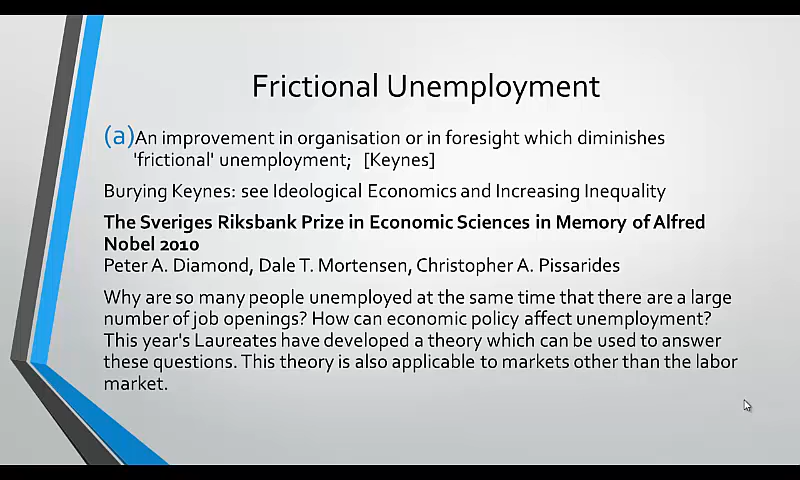 Frictional Unemployment
(a)An improvement in organisation or in foresight which diminishes
'frictional' unemployment; [Keynes]
Burying Keynes: see Ideological Economics and Increasing Inequality
The Sveriges Riksbank Prize in Economic Sciences in Memory of Alfred
Nobel 2010
Peter A. Diamond, Dale T. Mortensen, Christopher A. Pissarides
Why are so many people unemployed at the same time that there are a large
number of job openings? How can economic policy affect unemployment?
This year's Laureates have developed a theory which can be used to answer
these questions. This theory is also applicable to markets other than the labor
market.